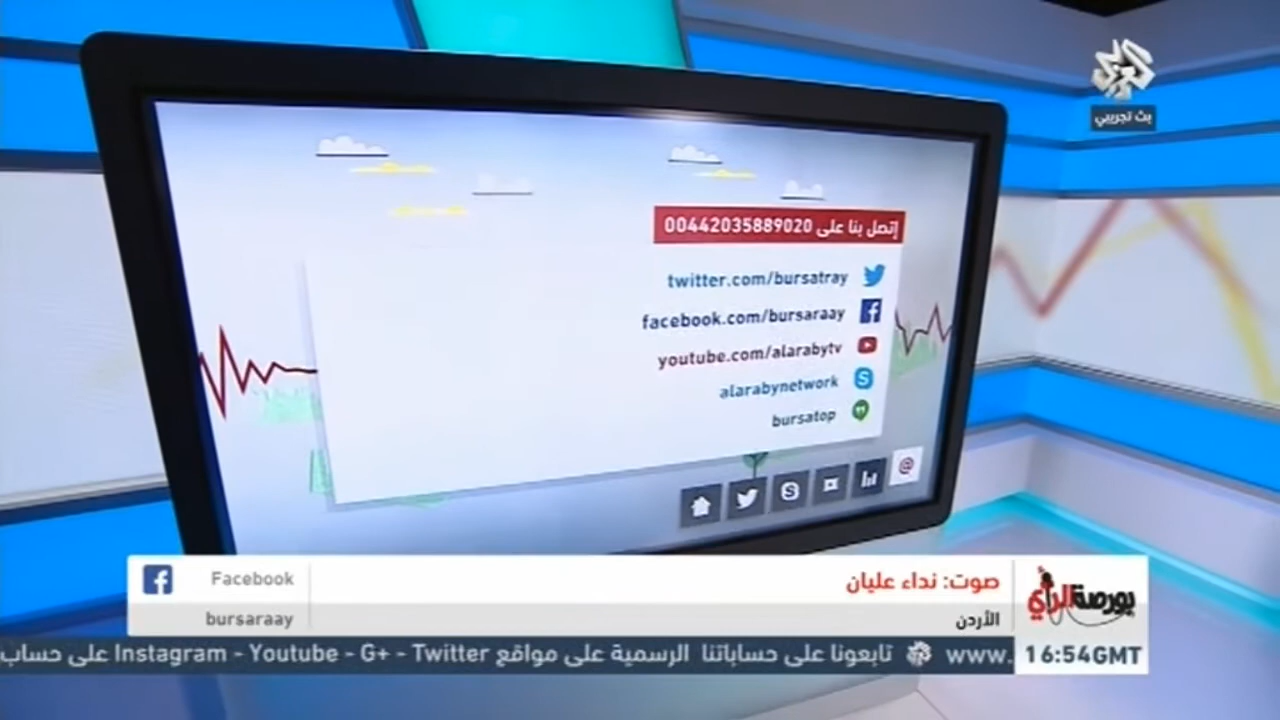 العربي
بث تجريبي
إتصل بنا على 00442035889020
twitter.com/bursatray
facebook.com/bursaraay
youtube.com/alarabytv
alarabynetwork
bursatop
صوت: نداء عليان
الأردن
Facebook
bursaraay
بورصة الرأي
www. تابعونا على حساباتنا الرسمية على مواقع Instagram - Youtube - G+ - Twitter على حساب
16:54GMT